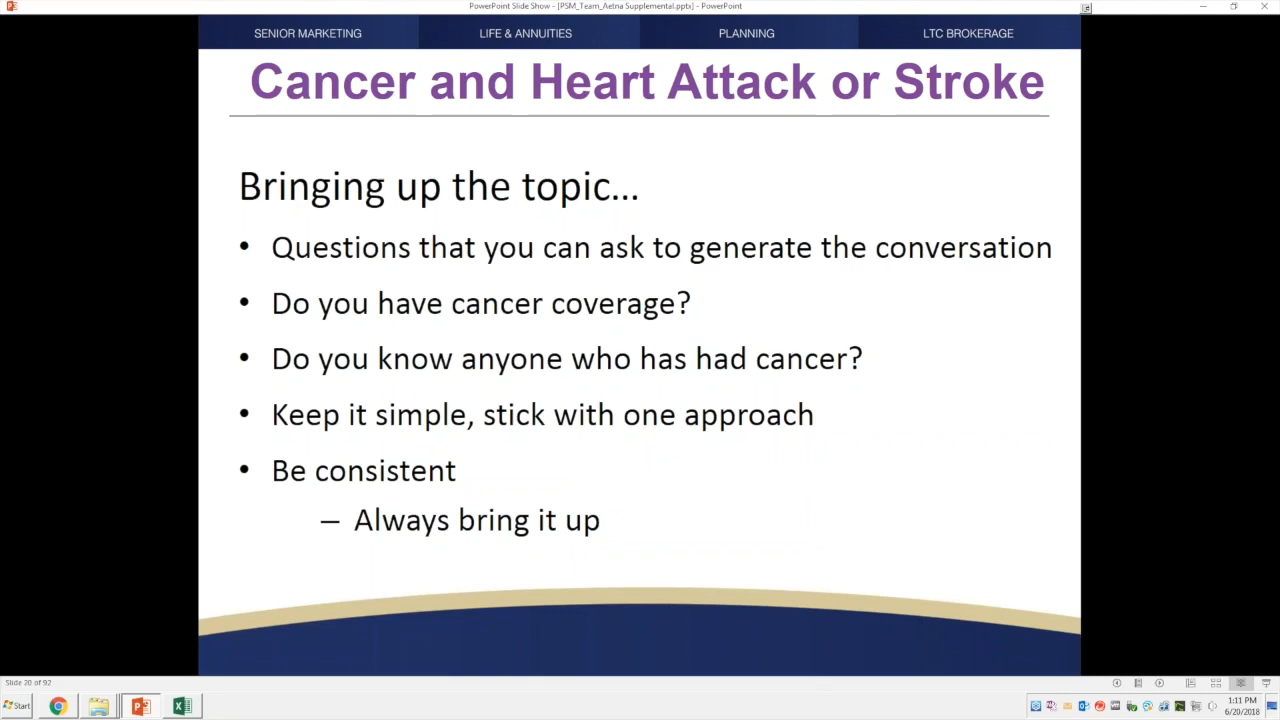 PowerPoint Slide Show - [PSM_Team_Aetna Supplemental.pptx] - PowerPoint
SENIOR MARKETING
LIFE & ANNUITIES
PLANNING
LTC BROKERAGE
Cancer and Heart Attack or Stroke
Bringing up the topic...
• Questions that you can ask to generate the conversation
• Do you have cancer coverage?
• Do you know anyone who has had cancer?
• Keep it simple, stick with one approach
• Be consistent
– Always bring it up
Slide 20 of 92
Start
1:11 PM
6/20/2018